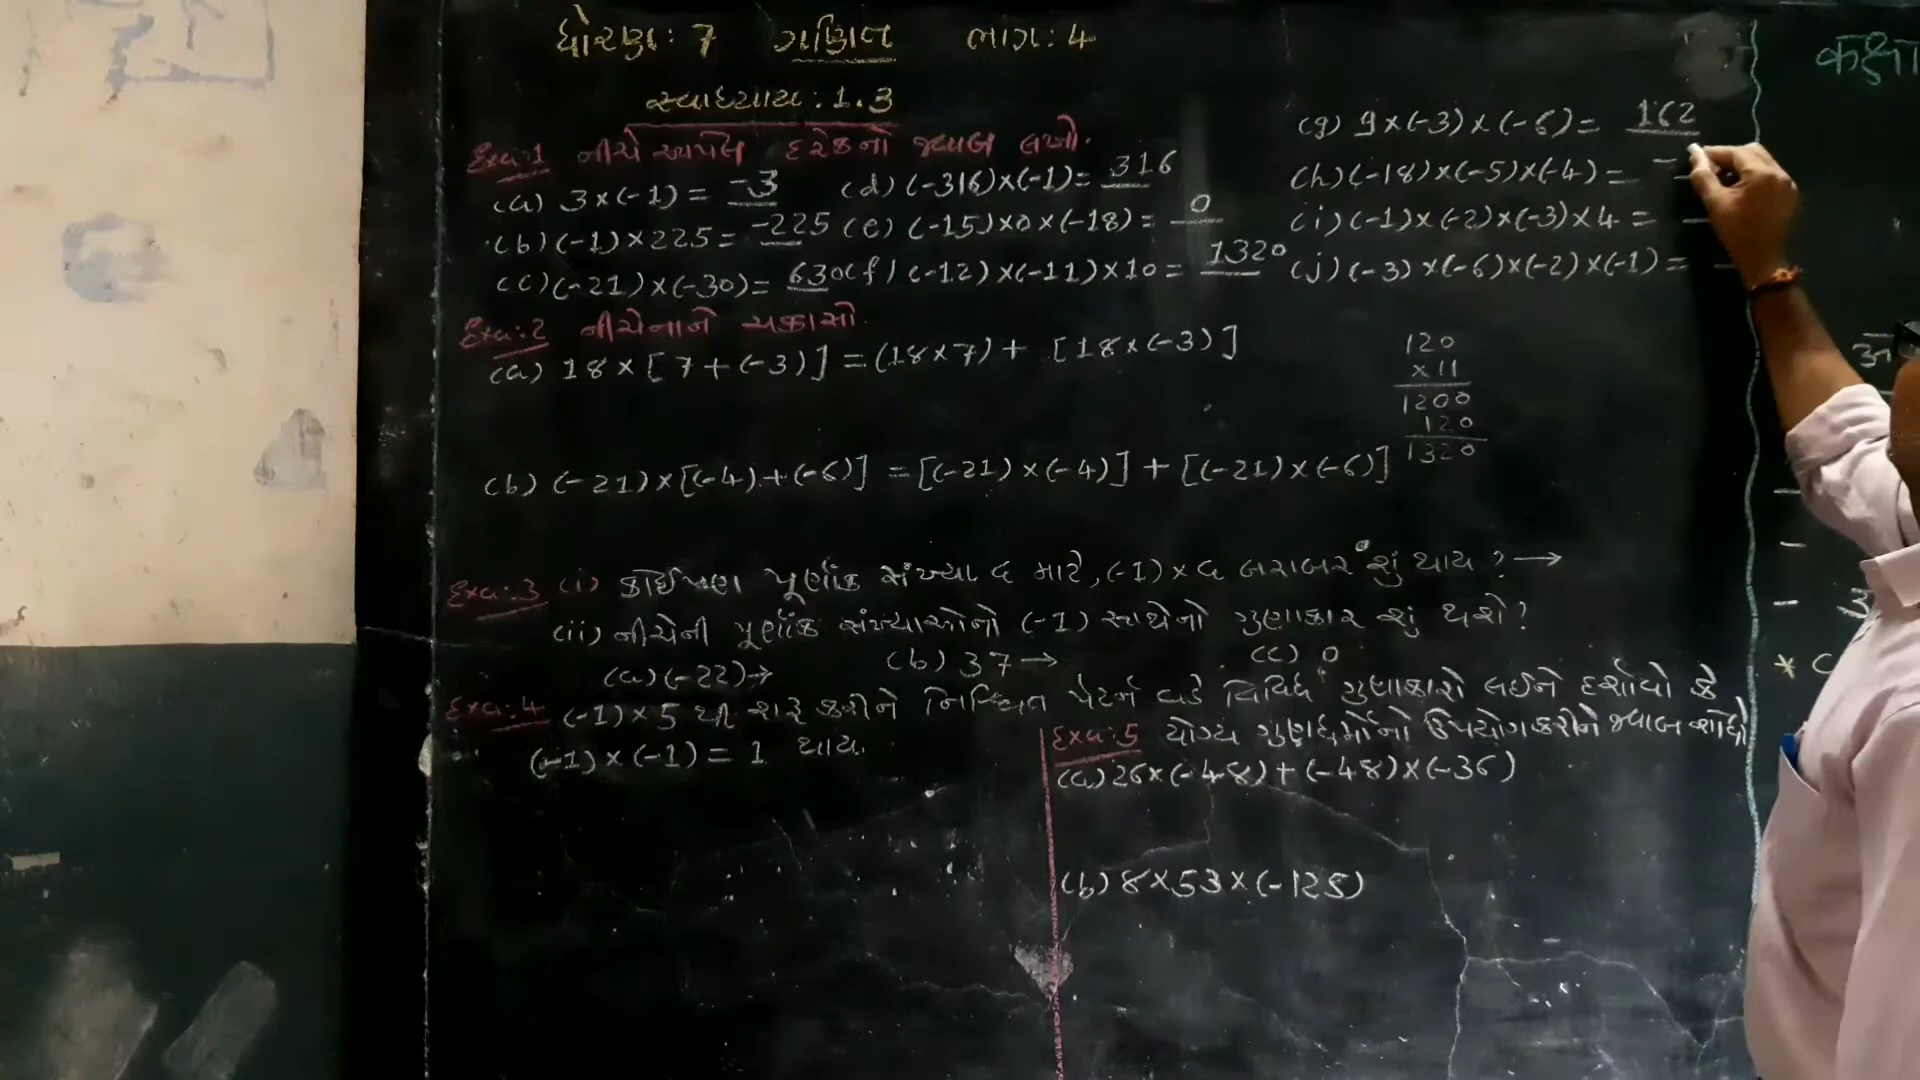 ધોરણ: 7 ગણિત ભાગ: 4
સ્વાધ્યાય: 1.3
દાખ:1 નીચે આપેલ દરેકનો જવાબ લખો.
(a) 3×(-1) = -3 (d) (-316)×(-1) = 316
(b) (-1)×225 = -225 (e) (-15)×0×(-18) = 0
(c) (-21)×(-30) = 630 (f) (-12)×(-11)×10 = 1320
(g) 9×(-3)×(-6) = 162
(h) (-18)×(-5)×(-4) = -
(i) (-1)×(-2)×(-3)×4 =
(j) (-3)×(-6)×(-2)×(-1) =
દાખ:2 નીચેનાને ચકાસો.
(a) 18×[7+(-3)] = (18×7) + [18×(-3)]
120
×11
1200
120
1320
(b) (-21)×[(-4)+(-6)] = [(-21)×(-4)] + [(-21)×(-6)]
દાખ:3 (i) કોઈપણ પૂર્ણાંક સંખ્યા a માટે, (-1)×a બરાબર શું થાય? →
(ii) નીચેની પૂર્ણાંક સંખ્યાઓનો (-1) સાથેનો ગુણાકાર શું થશે?
(a) (-22) → (b) 37 → (c) 0
દાખ:4 (-1)×5 થી શરૂ કરીને નિશ્ચિત પેટર્ન વડે વિવિધ ગુણાકારો લઈને દર્શાવો કે
(-1)×(-1) = 1 થાય.
દાખ:5 યોગ્ય ગુણધર્મોનો ઉપયોગ કરીને જવાબ શોધો
(a) 26×(-48)+(-48)×(-36)
(b) 8×53×(-125)
कक्षा